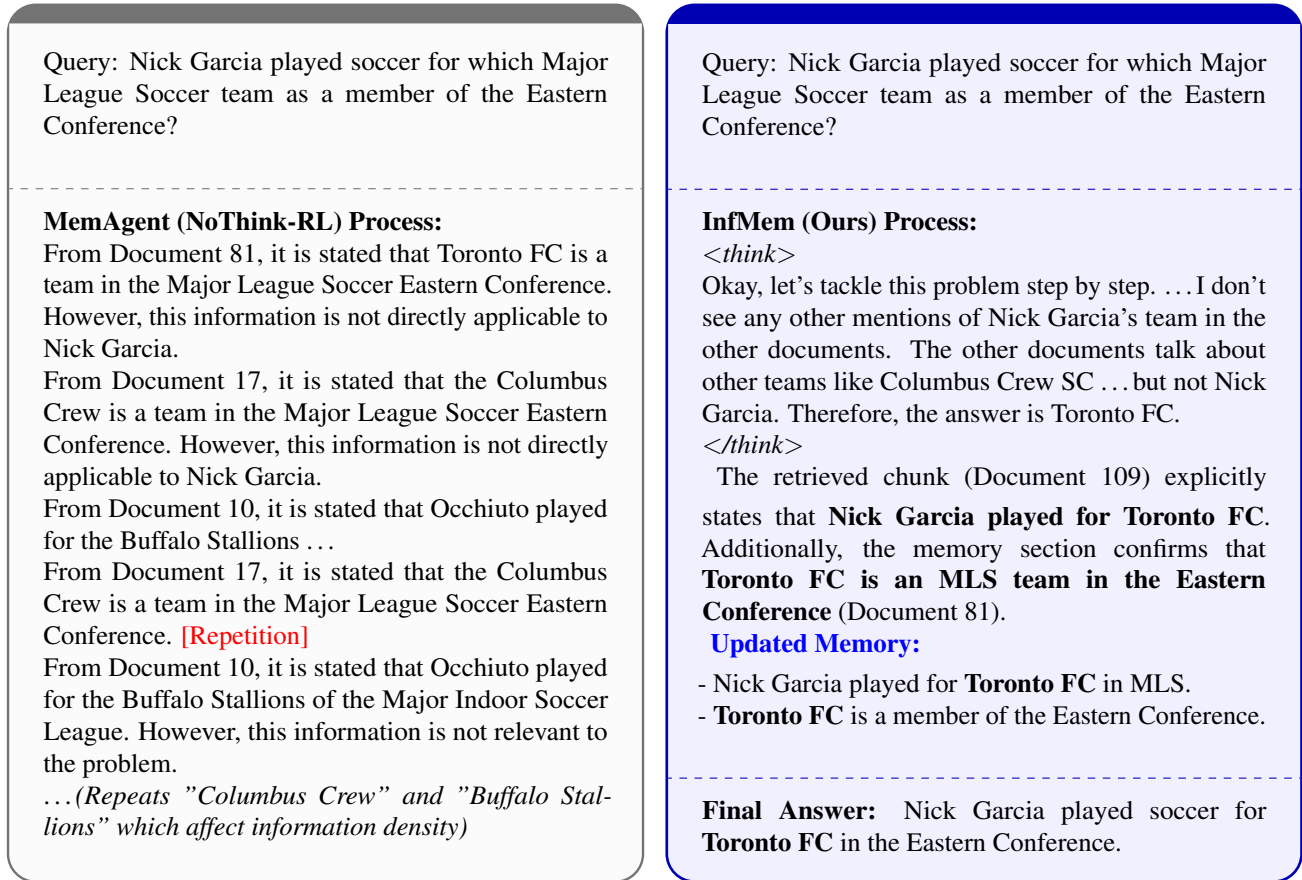 Query: Nick Garcia played soccer for which Major
League Soccer team as a member of the Eastern
Conference?
MemAgent (NoThink-RL) Process:
From Document 81, it is stated that Toronto FC is a
team in the Major League Soccer Eastern Conference.
However, this information is not directly applicable to
Nick Garcia.
From Document 17, it is stated that the Columbus
Crew is a team in the Major League Soccer Eastern
Conference. However, this information is not directly
applicable to Nick Garcia.
From Document 10, it is stated that Occhiuto played
for the Buffalo Stallions ...
From Document 17, it is stated that the Columbus
Crew is a team in the Major League Soccer Eastern
Conference. [Repetition]
From Document 10, it is stated that Occhiuto played
for the Buffalo Stallions of the Major Indoor Soccer
League. However, this information is not relevant to
the problem.
...(Repeats ”Columbus Crew” and ”Buffalo Stal-
lions” which affect information density)
Query: Nick Garcia played soccer for which Major
League Soccer team as a member of the Eastern
Conference?
InfMem (Ours) Process:
<think>
Okay, let's tackle this problem step by step. ...I don't
see any other mentions of Nick Garcia's team in the
other documents. The other documents talk about
other teams like Columbus Crew SC ...but not Nick
Garcia. Therefore, the answer is Toronto FC.
</think>
The retrieved chunk (Document 109) explicitly
states that Nick Garcia played for Toronto FC.
Additionally, the memory section confirms that
Toronto FC is an MLS team in the Eastern
Conference (Document 81).
Updated Memory:
- Nick Garcia played for Toronto FC in MLS.
- Toronto FC is a member of the Eastern Conference.
Final Answer: Nick Garcia played soccer for
Toronto FC in the Eastern Conference.